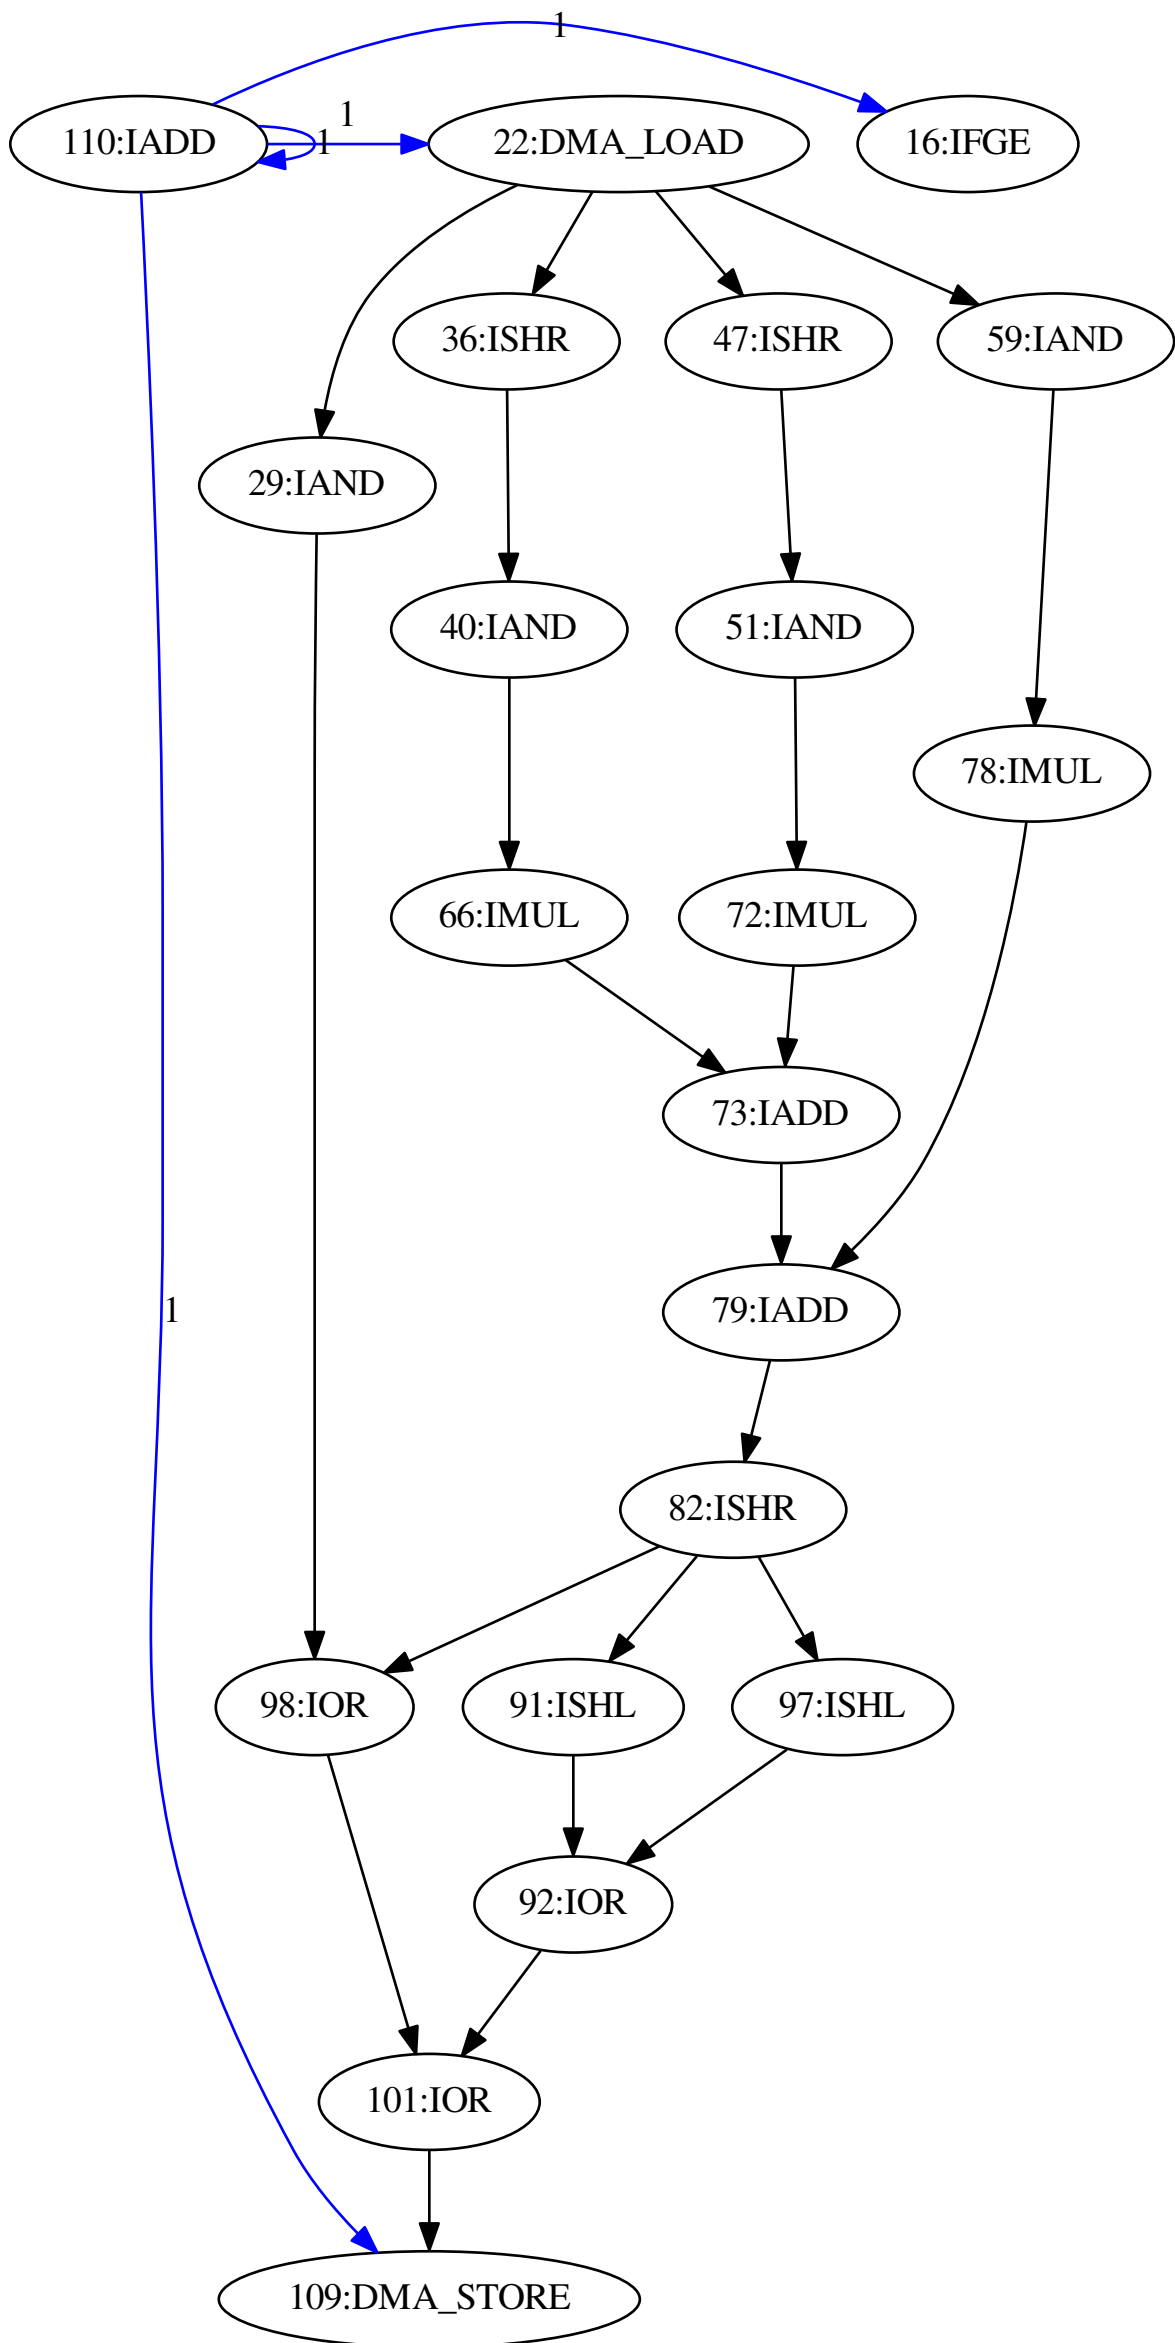 1
110:IADD
1
1
22:DMA_LOAD
16:IFGE
36:ISHR
47:ISHR
59:IAND
29:IAND
40:IAND
51:IAND
78:IMUL
66:IMUL
72:IMUL
73:IADD
1
79:IADD
82:ISHR
98:IOR
91:ISHL
97:ISHL
92:IOR
101:IOR
109:DMA_STORE